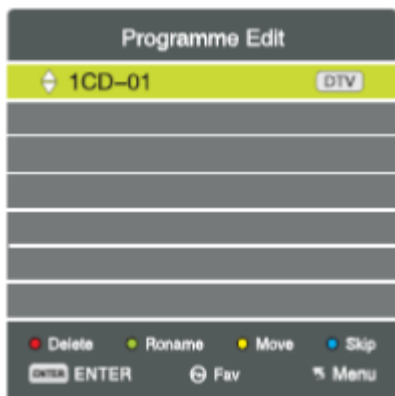 Programme Edit
1CD-01 DTV
Delete Roname Move Skip
ENTER ENTER Fav Menu